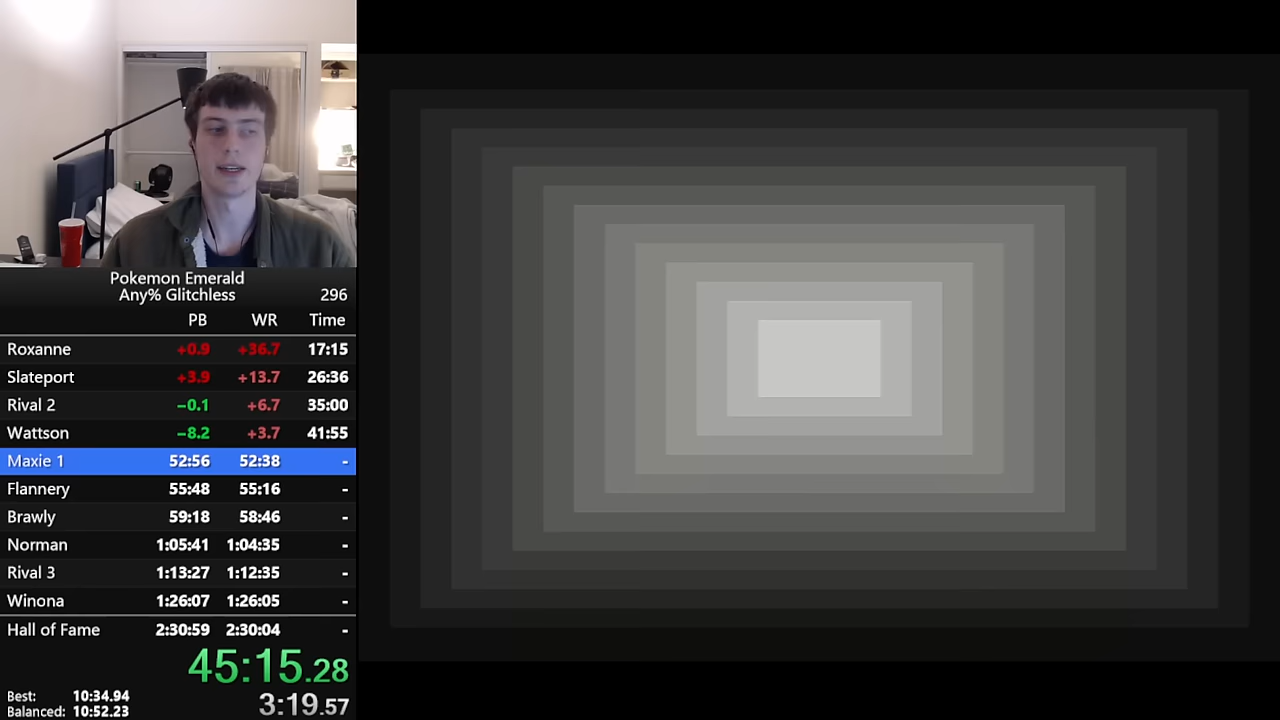 Pokemon Emerald
Any% Glitchless 296
PB WR Time
Roxanne +0.9 +36.7 17:15
Slateport +3.9 +13.7 26:36
Rival 2 −0.1 +6.7 35:00
Wattson −8.2 +3.7 41:55
Maxie 1 52:56 52:38 -
Flannery 55:48 55:16 -
Brawly 59:18 58:46 -
Norman 1:05:41 1:04:35 -
Rival 3 1:13:27 1:12:35 -
Winona 1:26:07 1:26:05 -
Hall of Fame 2:30:59 2:30:04 -
45:15.28
Best: 10:34.94
Balanced: 10:52.23
3:19.57